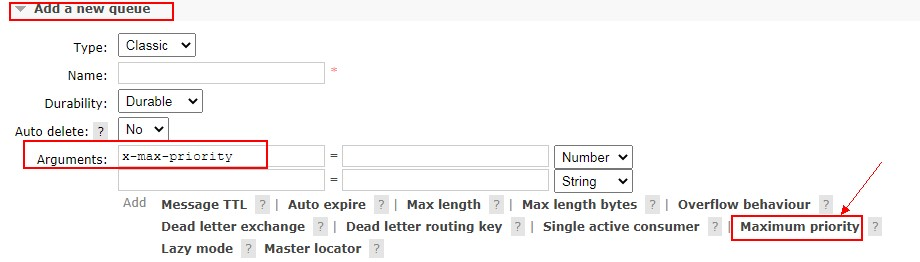 Add a new queue
Type: Classic
Name: *
Durability: Durable
Auto delete: ? No
Arguments: x-max-priority = Number
= String
Add Message TTL ? | Auto expire ? | Max length ? | Max length bytes ? | Overflow behaviour ?
Dead letter exchange ? | Dead letter routing key ? | Single active consumer ? | Maximum priority ?
Lazy mode ? Master locator ?